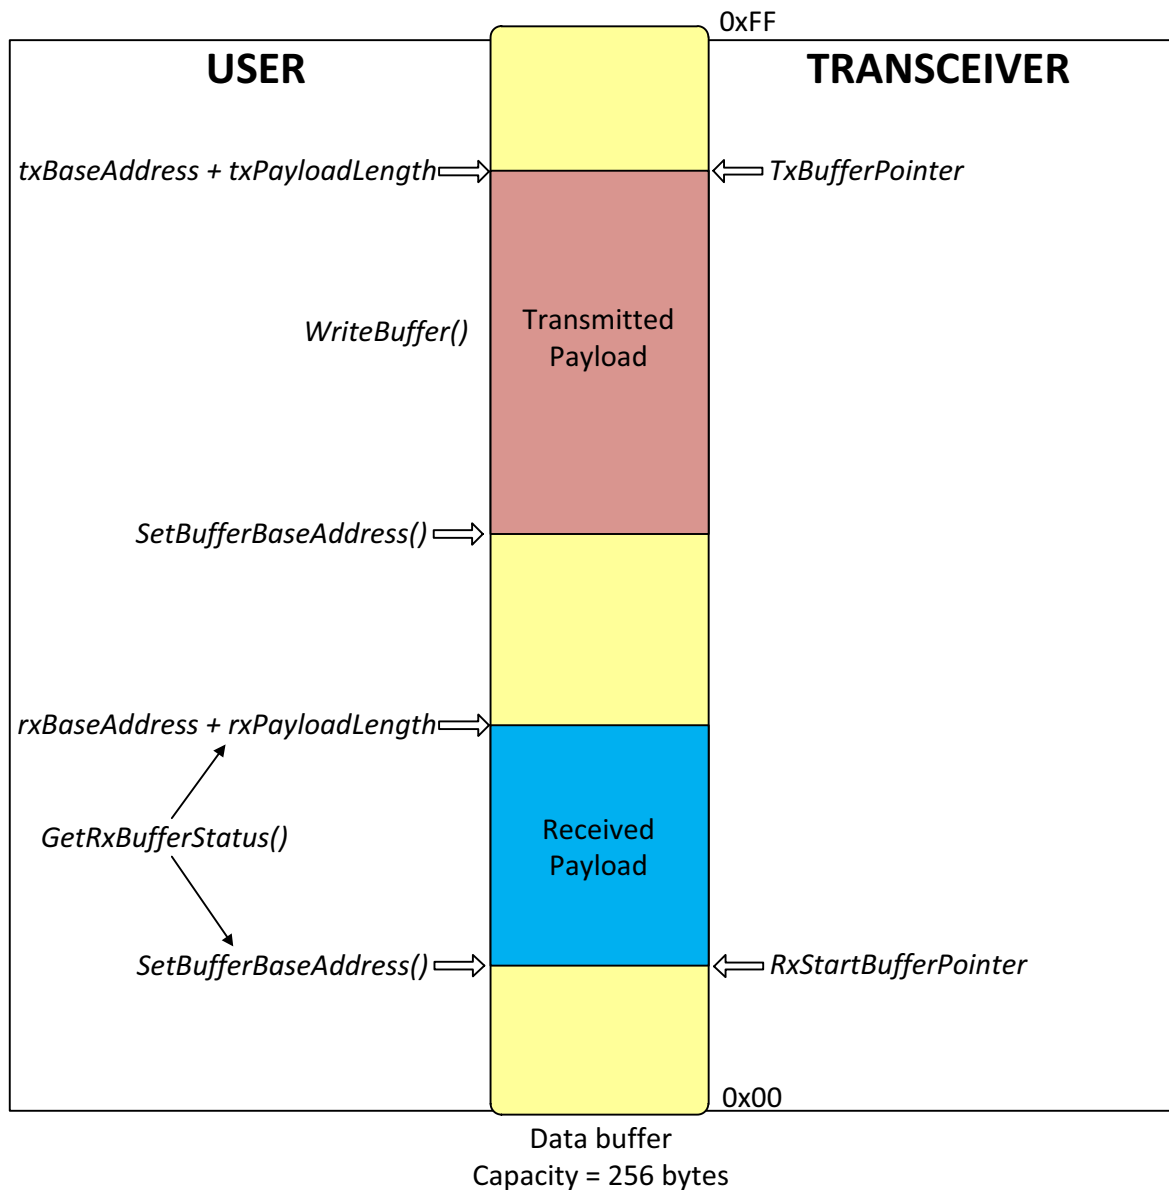 0xFF
USER
TRANSCEIVER
txBaseAddress + txPayloadLength
TxBufferPointer
WriteBuffer()
Transmitted
Payload
SetBufferBaseAddress()
rxBaseAddress + rxPayloadLength
GetRxBufferStatus()
Received
Payload
SetBufferBaseAddress()
RxStartBufferPointer
0x00
Data buffer
Capacity = 256 bytes